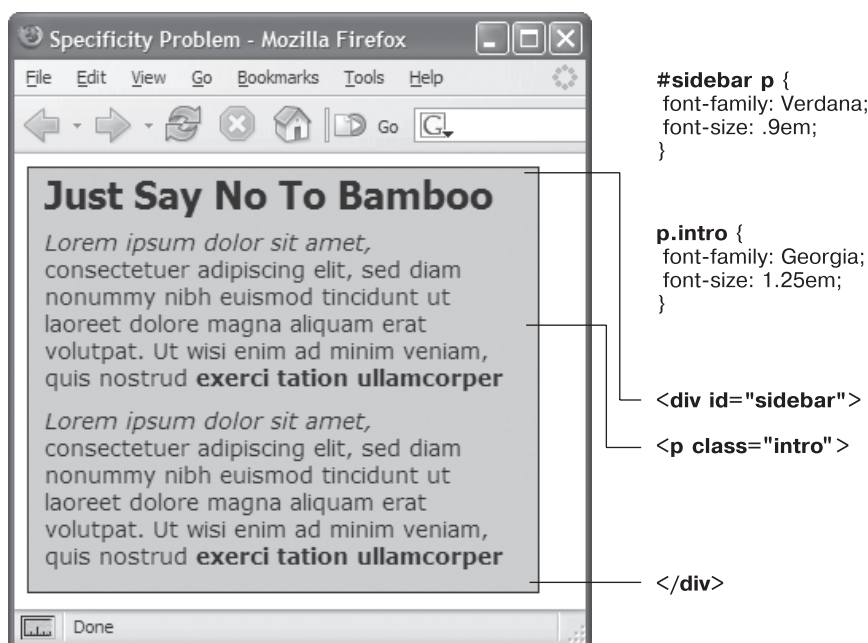 Specificity Problem - Mozilla Firefox
File Edit View Go Bookmarks Tools Help
Go G
Just Say No To Bamboo
Lorem ipsum dolor sit amet,
consectetuer adipiscing elit, sed diam
nonummy nibh euismod tincidunt ut
laoreet dolore magna aliquam erat
volutpat. Ut wisi enim ad minim veniam,
quis nostrud exerci tation ullamcorper
Lorem ipsum dolor sit amet,
consectetuer adipiscing elit, sed diam
nonummy nibh euismod tincidunt ut
laoreet dolore magna aliquam erat
volutpat. Ut wisi enim ad minim veniam,
quis nostrud exerci tation ullamcorper
Done
#sidebar p {
font-family: Verdana;
font-size: .9em;
}
p.intro {
font-family: Georgia;
font-size: 1.25em;
}
<div id="sidebar">
<p class="intro">
</div>